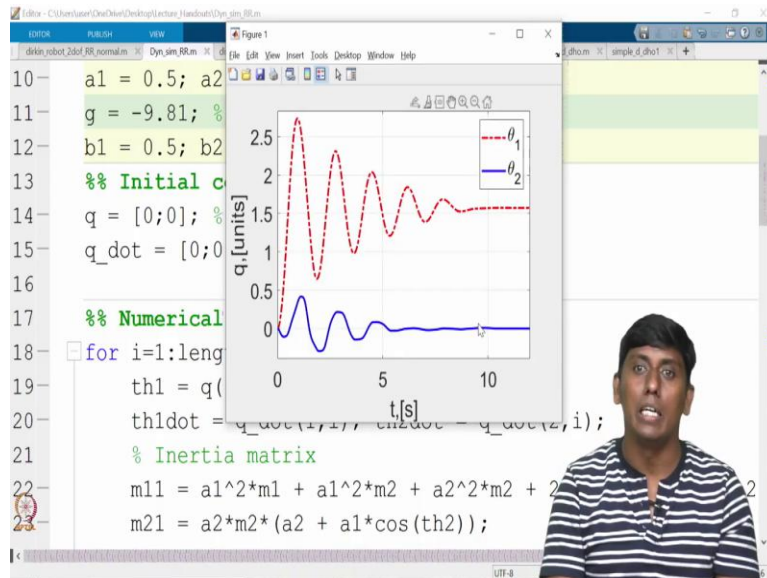 Editor - C:\Users\user\OneDrive\Desktop\Lecture_Handouts\Dyn_sim_RR.m
EDITOR PUBLISH VIEW
dirkin_robot_2dof_RR_normal.m × Dyn_sim_RR.m ×
d_dho.m × simple_d_dho1 × +
Figure 1
File Edit View Insert Tools Desktop Window Help
10 a1 = 0.5; a2
11 g = -9.81; %
12 b1 = 0.5; b2
13 %% Initial c
14 q = [0;0]; %
15 q_dot = [0;0
16
17 %% Numerical
18 for i=1:leng
19 th1 = q(
20 th1dot = q_dot(1,i); th2dot = q_dot(2,i);
21 % Inertia matrix
22 m11 = a1^2*m1 + a1^2*m2 + a2^2*m2 + 2
23 m21 = a2*m2*(a2 + a1*cos(th2));
q,[units]
2.5
2
1.5
1
0.5
0
0 5 10
t,[s]
θ1
θ2
UTF-8